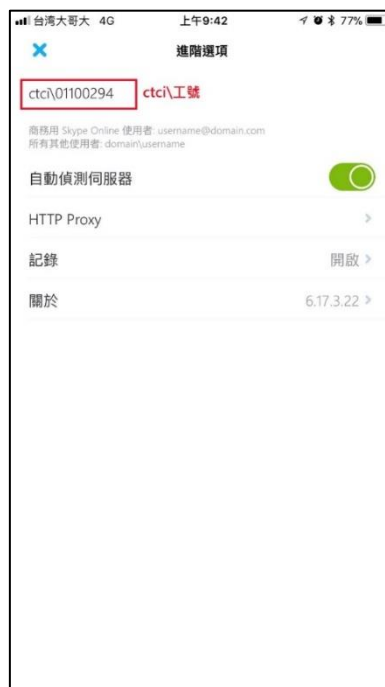 台湾大哥大 4G 上午9:42 77%
進階選項
ctci\01100294 ctci\工號
商務用 Skype Online 使用者: username@domain.com
所有其他使用者: domain\username
自動偵測伺服器
HTTP Proxy
記錄 開啟
關於 6.17.3.22